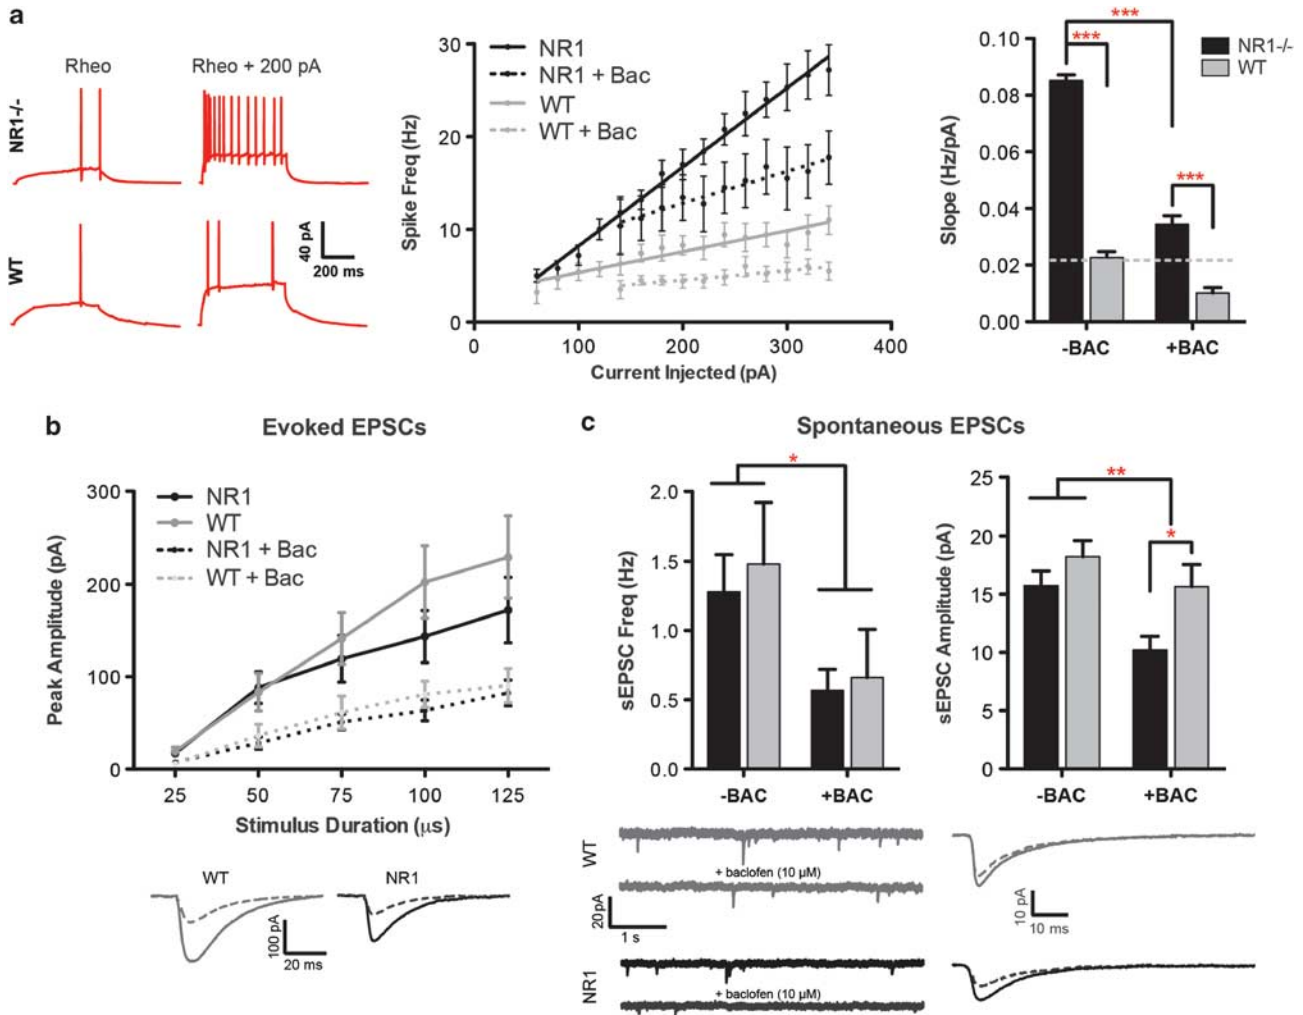 a
Rheo
Rheo + 200 pA
NR1-/-
WT
40 pA
200 ms
NR1
NR1 + Bac
WT
WT + Bac
Spike Freq (Hz)
30
20
10
0
0 100 200 300 400
Current Injected (pA)
***
***
***
NR1-/-
WT
Slope (Hz/pA)
0.10
0.08
0.06
0.04
0.02
0.00
-BAC +BAC
b
Evoked EPSCs
NR1
WT
NR1 + Bac
WT + Bac
Peak Amplitude (pA)
300
200
100
0
25 50 75 100 125
Stimulus Duration (µs)
WT
NR1
100 pA
20 ms
c
Spontaneous EPSCs
*
sEPSC Freq (Hz)
2.0
1.5
1.0
0.5
0.0
-BAC +BAC
**
*
sEPSC Amplitude (pA)
25
20
15
10
5
0
-BAC +BAC
WT
+ baclofen (10 µM)
20 pA
1 s
10 pA
10 ms
NR1
+ baclofen (10 µM)